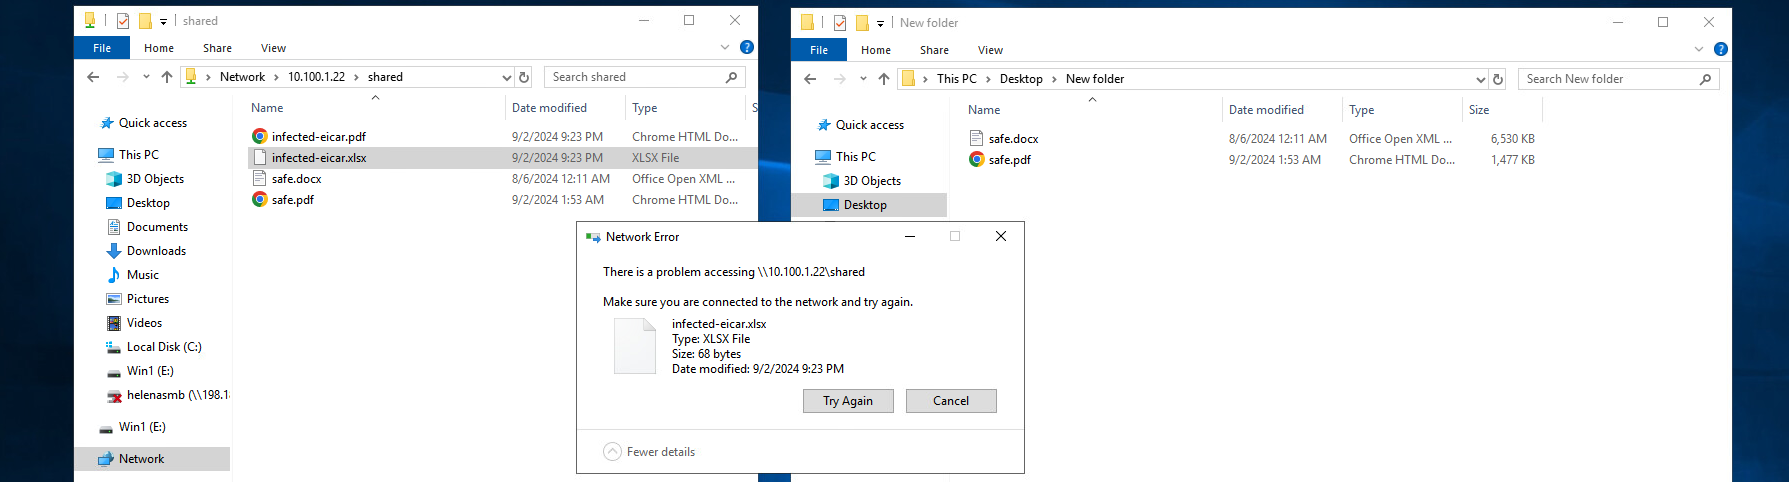 shared
File Home Share View
Network 10.100.1.22 shared
Search shared
Name Date modified Type S
Quick access
This PC
3D Objects
Desktop
Documents
Downloads
Music
Pictures
Videos
Local Disk (C:)
Win1 (E:)
helenasmb (\\198.1
Win1 (E:)
Network
infected-eicar.pdf 9/2/2024 9:23 PM Chrome HTML Do...
infected-eicar.xlsx 9/2/2024 9:23 PM XLSX File
safe.docx 8/6/2024 12:11 AM Office Open XML ...
safe.pdf 9/2/2024 1:53 AM Chrome HTML Do...
New folder
File Home Share View
This PC Desktop New folder
Search New folder
Name Date modified Type Size
Quick access
This PC
3D Objects
Desktop
safe.docx 8/6/2024 12:11 AM Office Open XML ... 6,530 KB
safe.pdf 9/2/2024 1:53 AM Chrome HTML Do... 1,477 KB
Network Error
There is a problem accessing \\10.100.1.22\shared
Make sure you are connected to the network and try again.
infected-eicar.xlsx
Type: XLSX File
Size: 68 bytes
Date modified: 9/2/2024 9:23 PM
Try Again Cancel
Fewer details